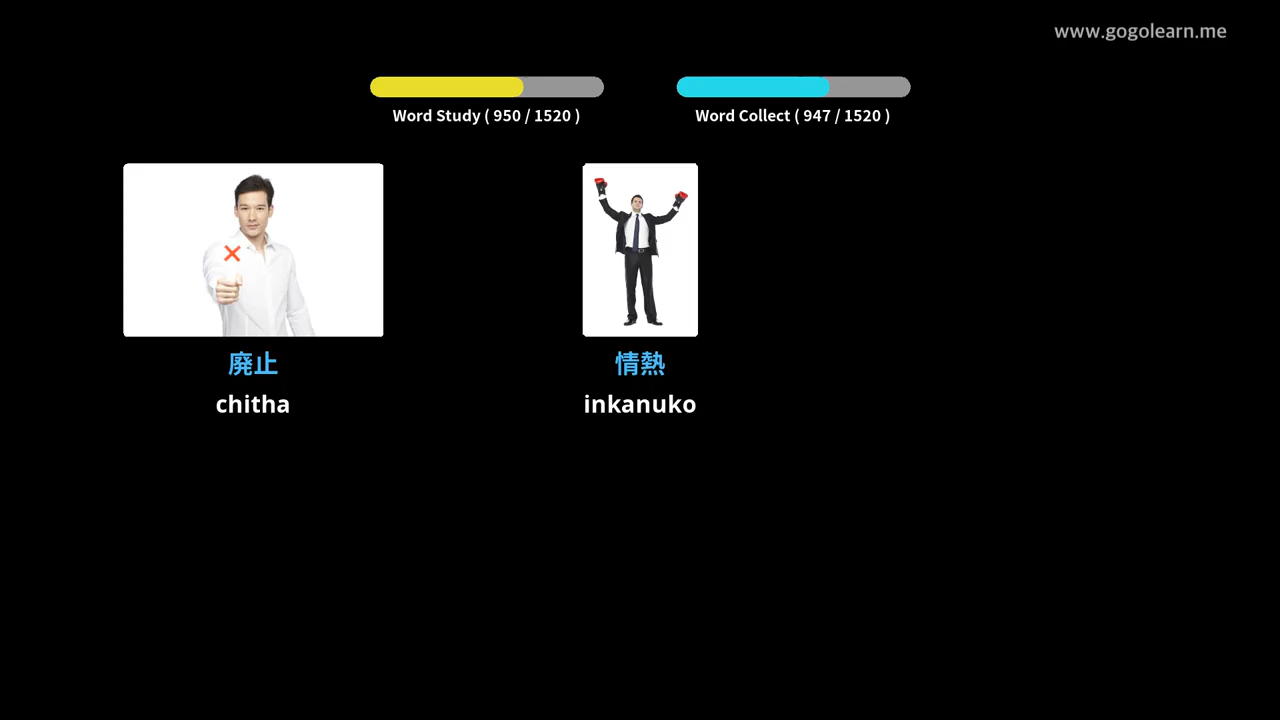 www.gogolearn.me
Word Study ( 950 / 1520 )
Word Collect ( 947 / 1520 )
廃止
chitha
情熱
inkanuko